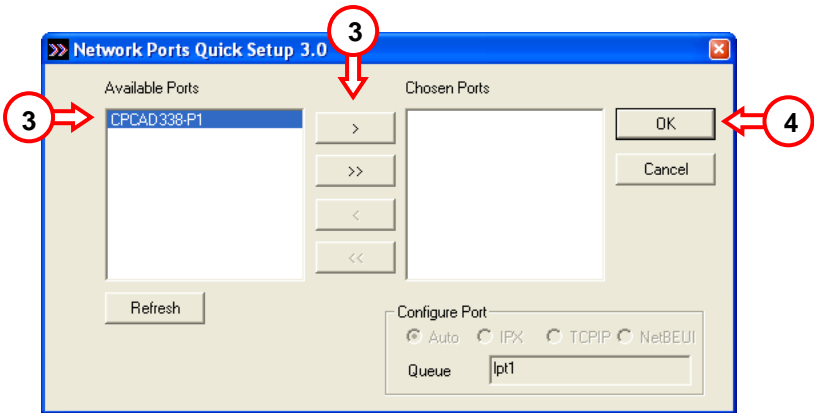 3
>> Network Ports Quick Setup 3.0
Available Ports
Chosen Ports
3
CPCAD338-P1
>
OK
4
>>
Cancel
<
<<
Refresh
Configure Port
Auto IPX TCPIP NetBEUI
Queue lpt1